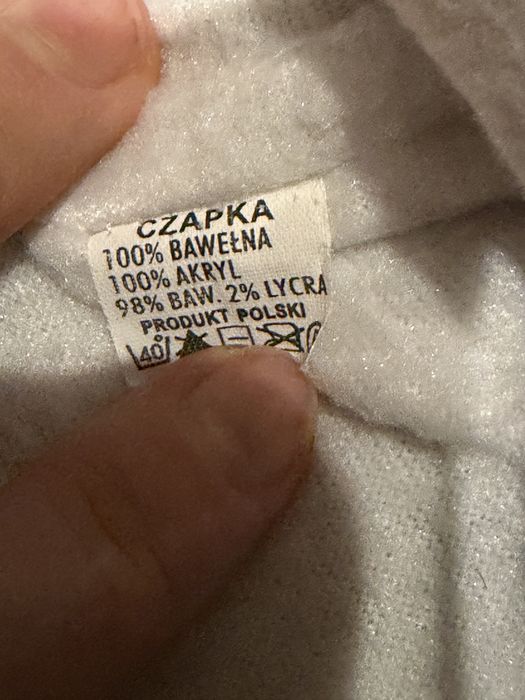 CZAPKA
100% BAWEŁNA
100% AKRYL
98% BAW. 2% LYCRA
PRODUKT POLSKI
40°